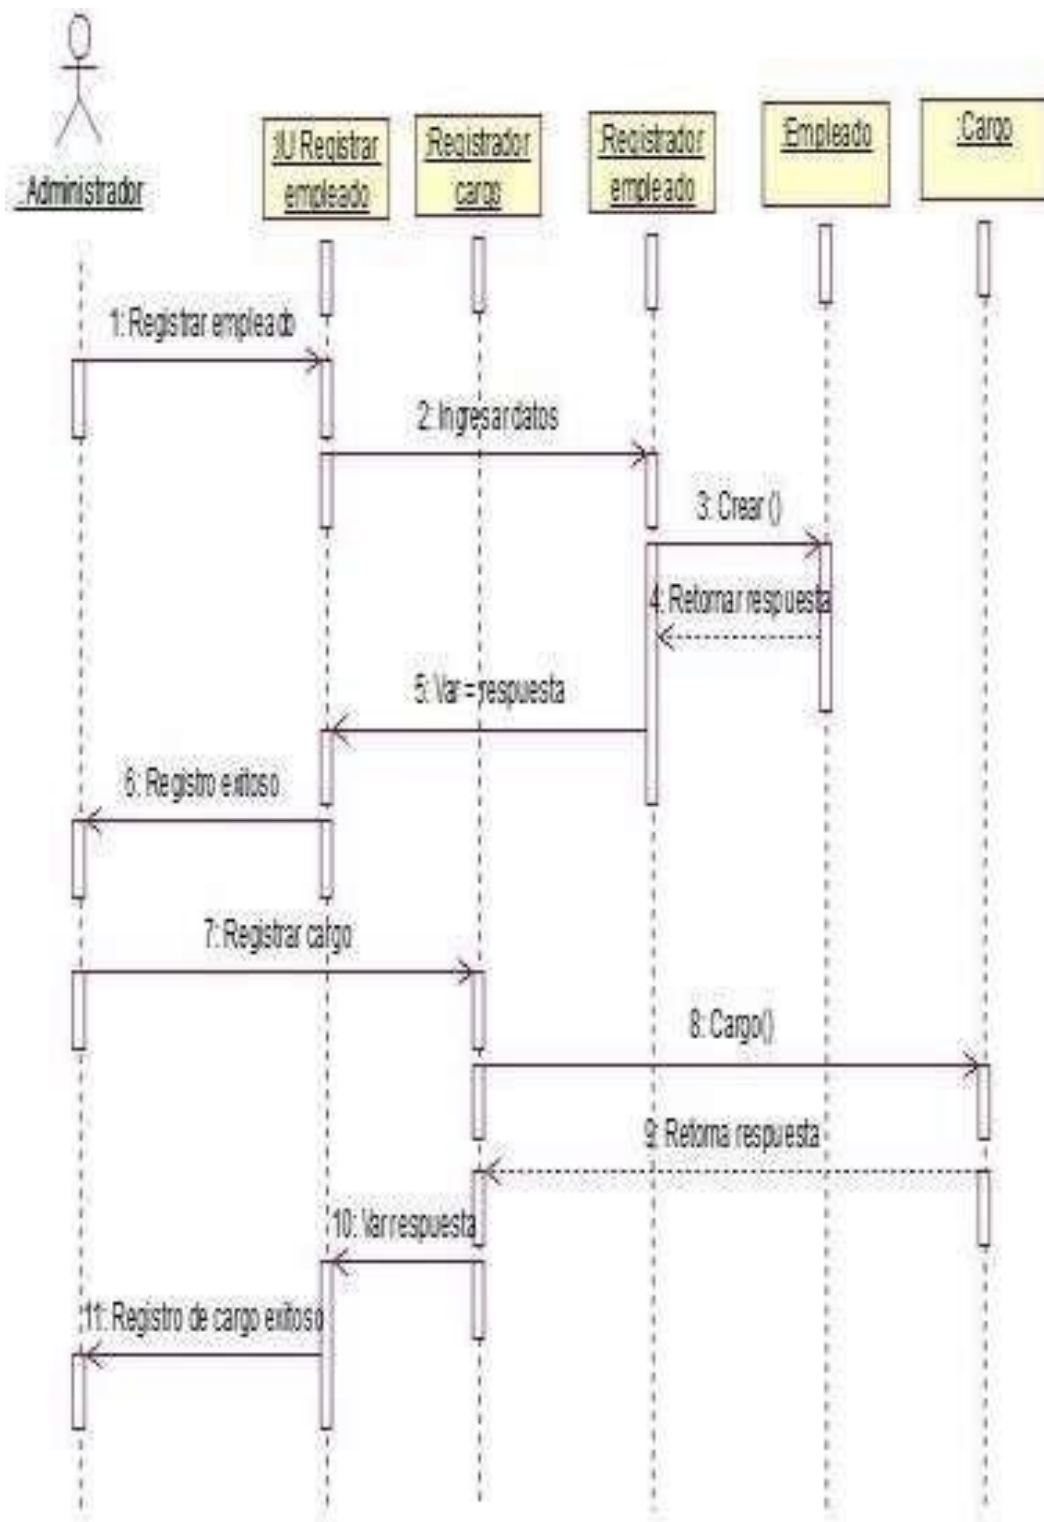 :Administrador
:IU Registrar
empleado
:Registrador
cargo
:Registrador
empleado
:Empleado
:Cargo
1: Registrar empleado
2: Ingresar datos
3: Crear ()
4: Retornar respuesta
5: Var = respuesta
6: Registro exitoso
7: Registrar cargo
8: Cargo()
9: Retorna respuesta
10: Var respuesta
11: Registro de cargo exitoso